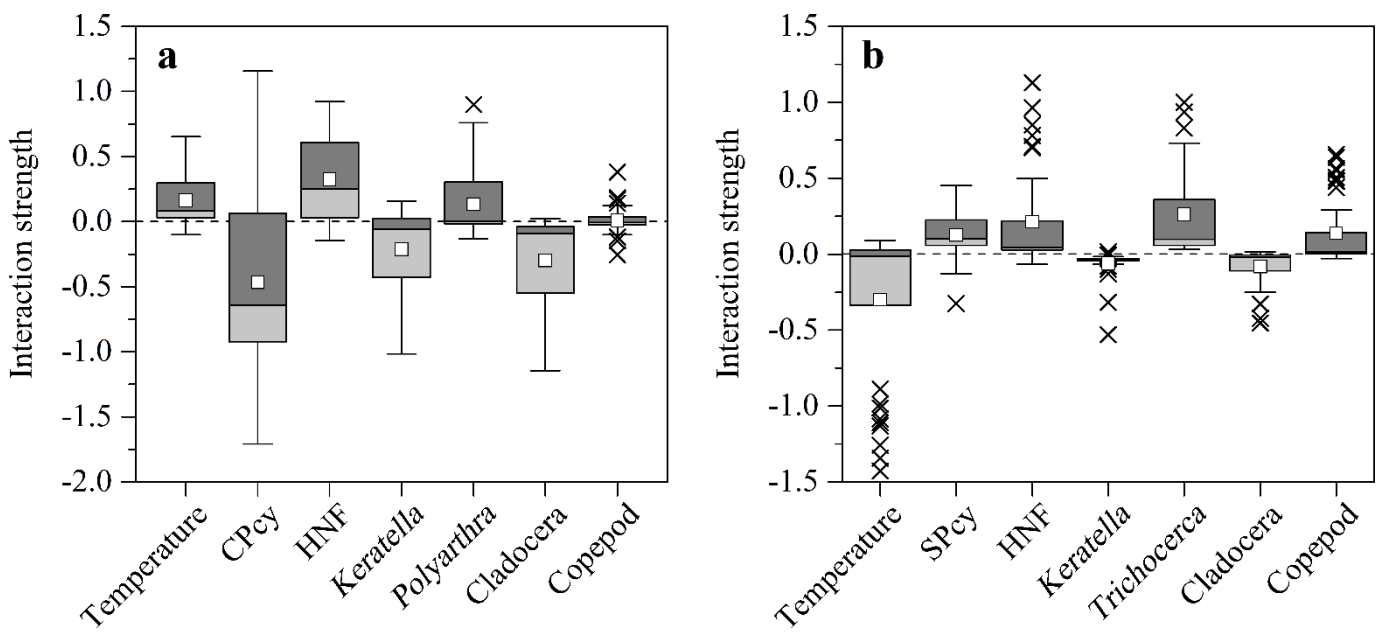 a
Interaction strength
1.5
1.0
0.5
0.0
-0.5
-1.0
-1.5
-2.0
Temperature
CPcy
HNF
Keratella
Polyarthra
Cladocera
Copepod
b
Interaction strength
1.5
1.0
0.5
0.0
-0.5
-1.0
-1.5
Temperature
SPcy
HNF
Keratella
Trichocerca
Cladocera
Copepod